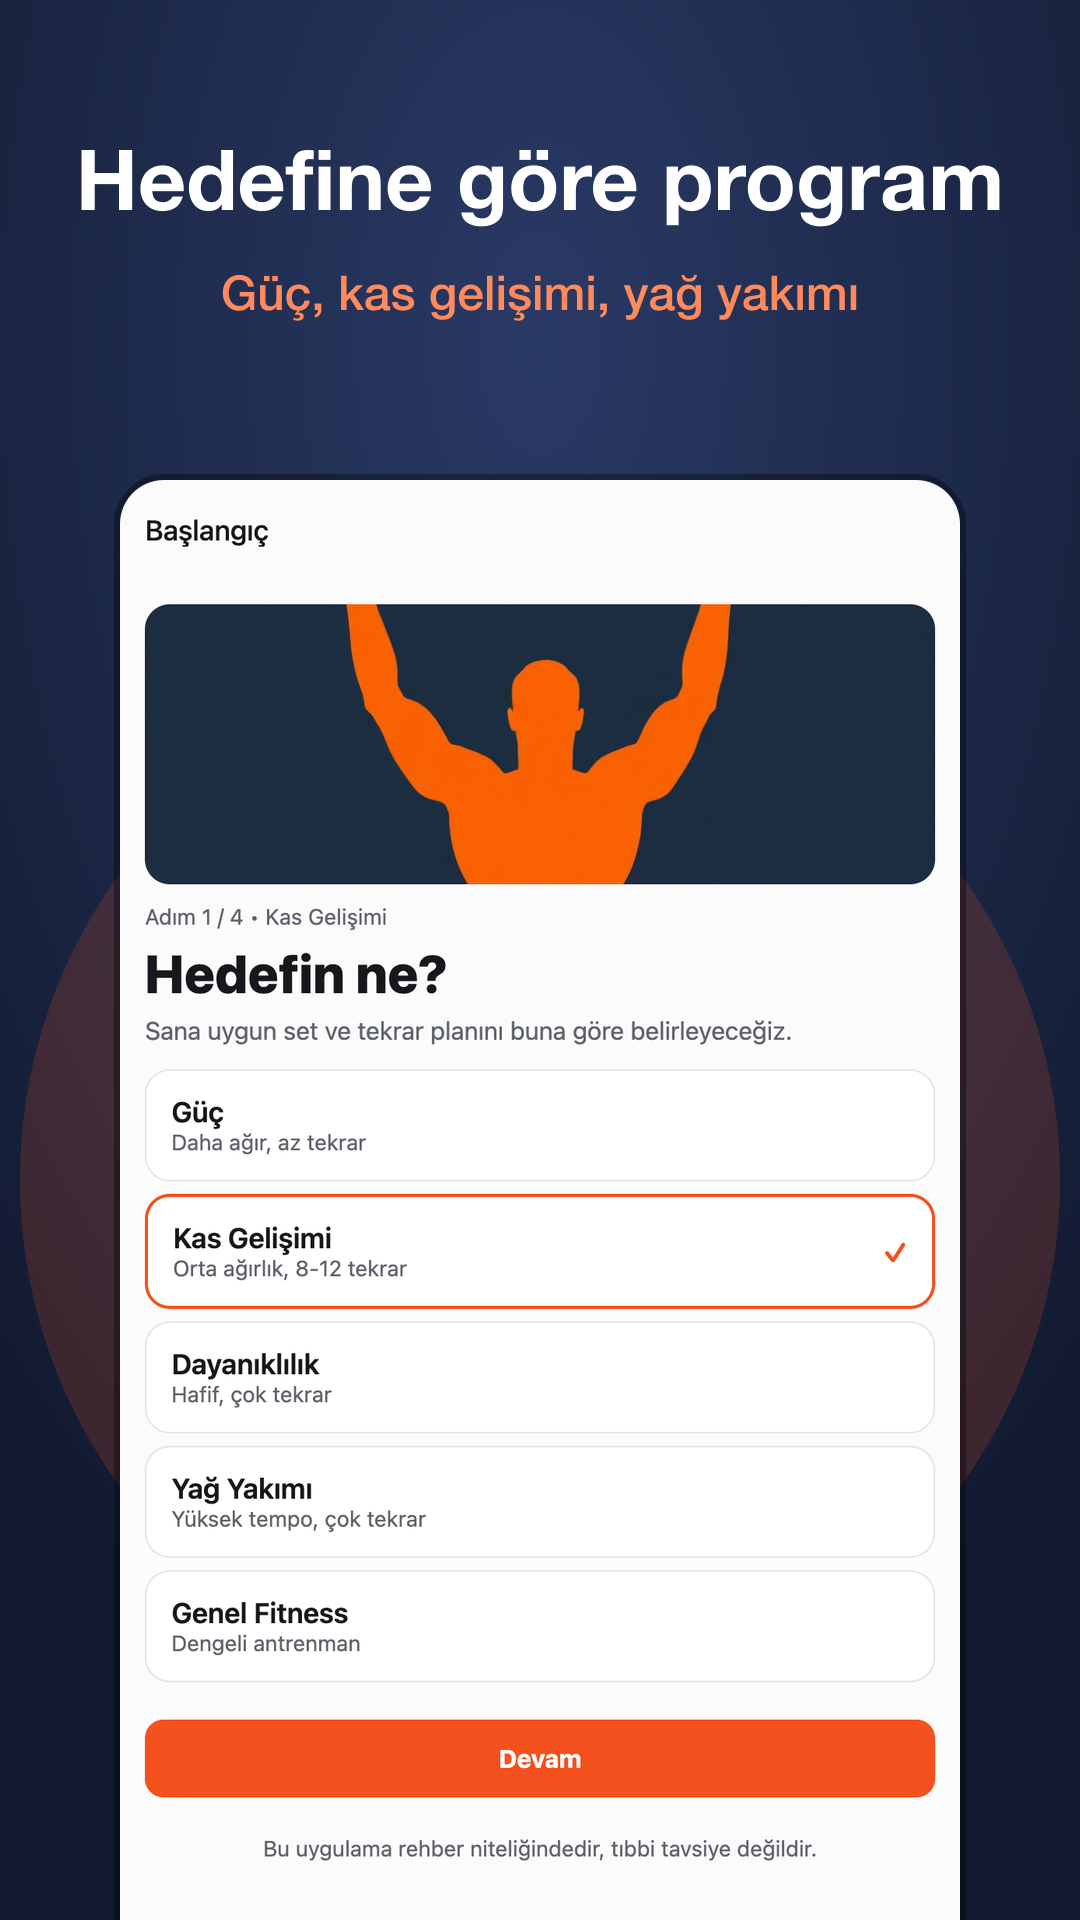 Hedefine göre program
Güç, kas gelişimi, yağ yakımı
Başlangıç
Adım 1 / 4 • Kas Gelişimi
Hedefin ne?
Sana uygun set ve tekrar planını buna göre belirleyeceğiz.
Güç
Daha ağır, az tekrar
Kas Gelişimi
Orta ağırlık, 8-12 tekrar
Dayanıklılık
Hafif, çok tekrar
Yağ Yakımı
Yüksek tempo, çok tekrar
Genel Fitness
Dengeli antrenman
Devam
Bu uygulama rehber niteliğindedir, tıbbi tavsiye değildir.